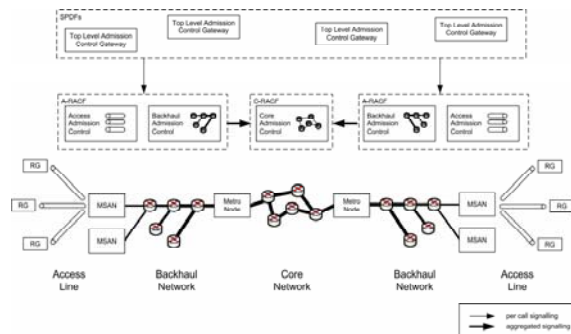 SPDFs
Top Level Admission
Control Gateway
Top Level Admission
Control Gateway
Top Level Admission
Control Gateway
Top Level Admission
Control Gateway
A-RACF
Access
Admission
Control
Backhaul
Admission
Control
C-RACF
Core
Admission
Control
A-RACF
Backhaul
Admission
Control
Access
Admission
Control
RG
RG
RG
MSAN
MSAN
Metro
Node
Metro
Node
MSAN
MSAN
RG
RG
RG
Access
Line
Backhaul
Network
Core
Network
Backhaul
Network
Access
Line
per call signalling
aggregated signalling